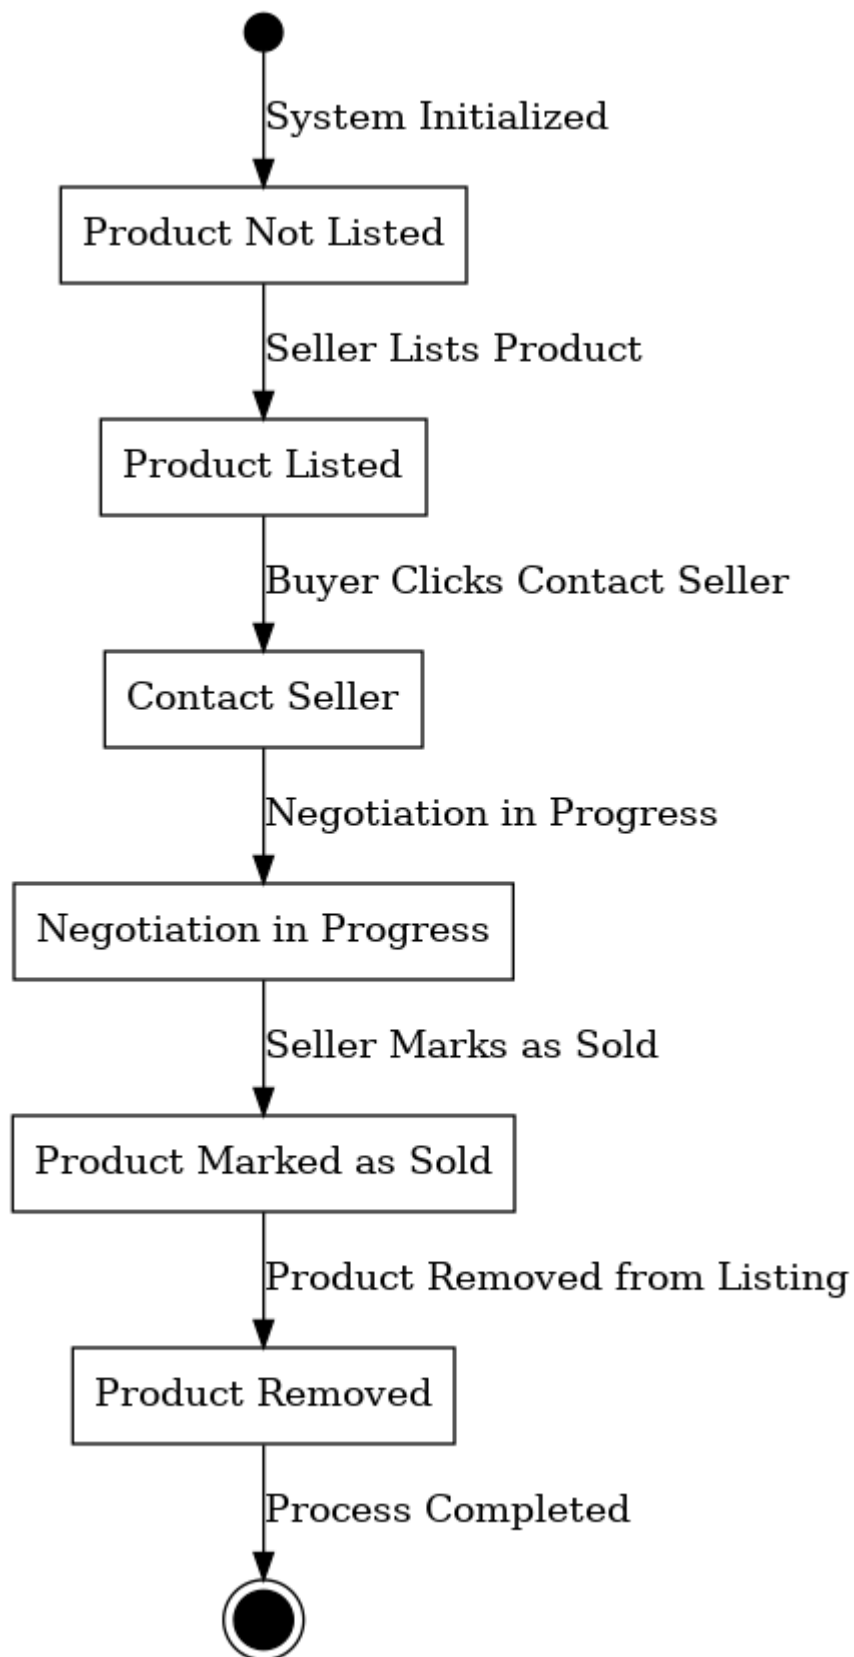 System Initialized
Product Not Listed
Seller Lists Product
Product Listed
Buyer Clicks Contact Seller
Contact Seller
Negotiation in Progress
Negotiation in Progress
Seller Marks as Sold
Product Marked as Sold
Product Removed from Listing
Product Removed
Process Completed